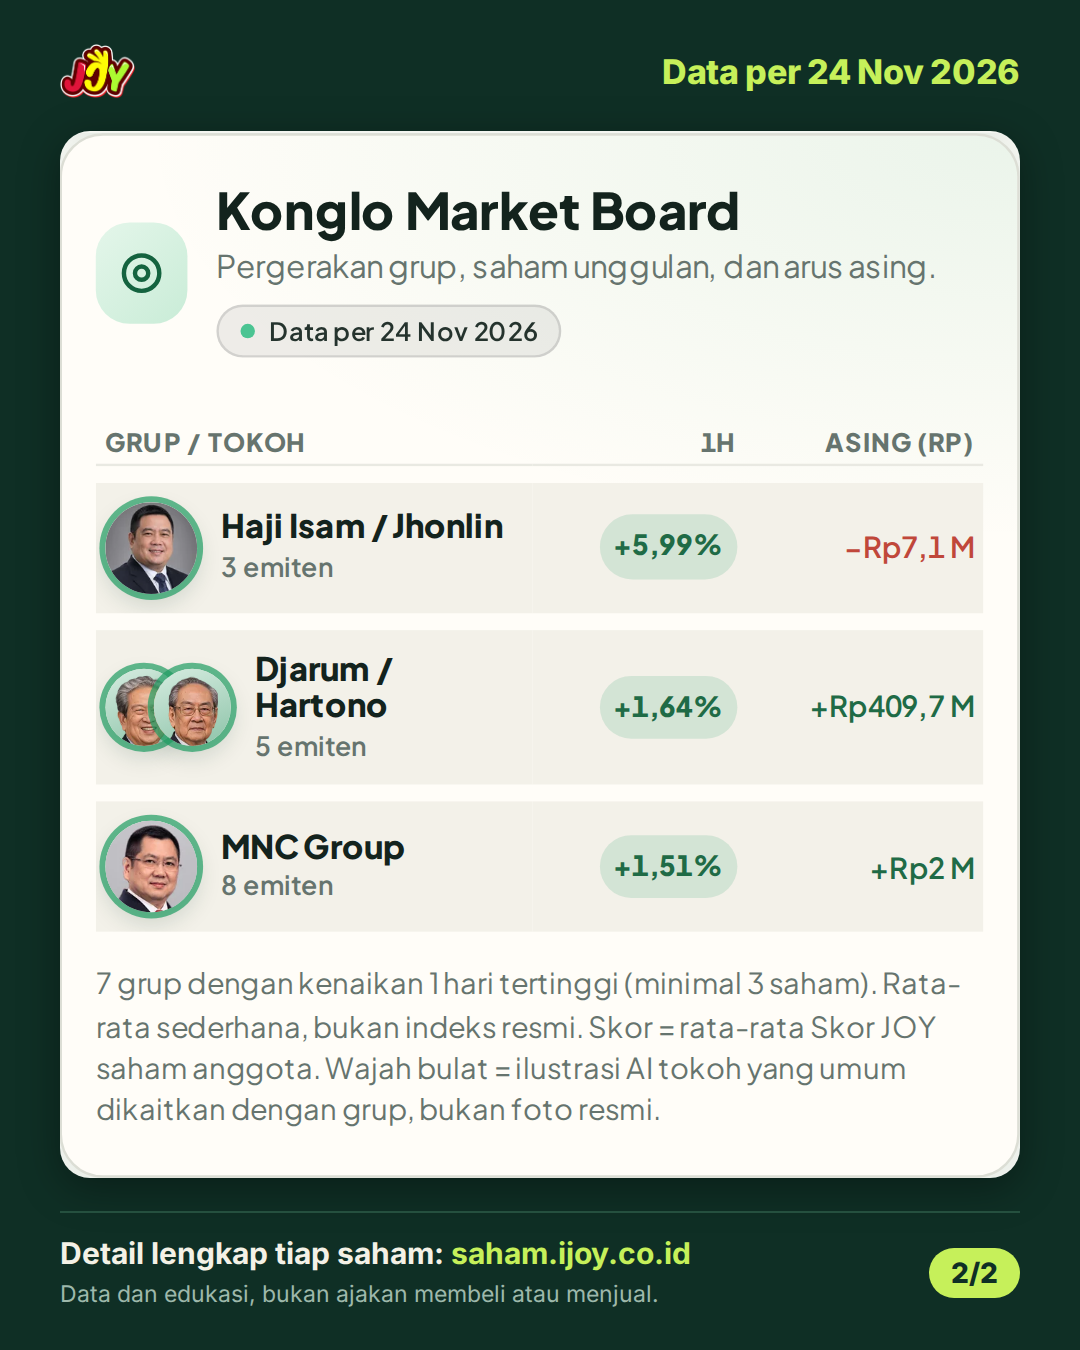 JOY
Data per 24 Nov 2026
Konglo Market Board
Pergerakan grup, saham unggulan, dan arus asing.
Data per 24 Nov 2026
GRUP / TOKOH 1H ASING (RP)
Haji Isam / Jhonlin
3 emiten
+5,99% −Rp7,1 M
Djarum /
Hartono
5 emiten
+1,64% +Rp409,7 M
MNC Group
8 emiten
+1,51% +Rp2 M
7 grup dengan kenaikan 1 hari tertinggi (minimal 3 saham). Rata-
rata sederhana, bukan indeks resmi. Skor = rata-rata Skor JOY
saham anggota. Wajah bulat = ilustrasi AI tokoh yang umum
dikaitkan dengan grup, bukan foto resmi.
Detail lengkap tiap saham: saham.ijoy.co.id
Data dan edukasi, bukan ajakan membeli atau menjual.
2/2